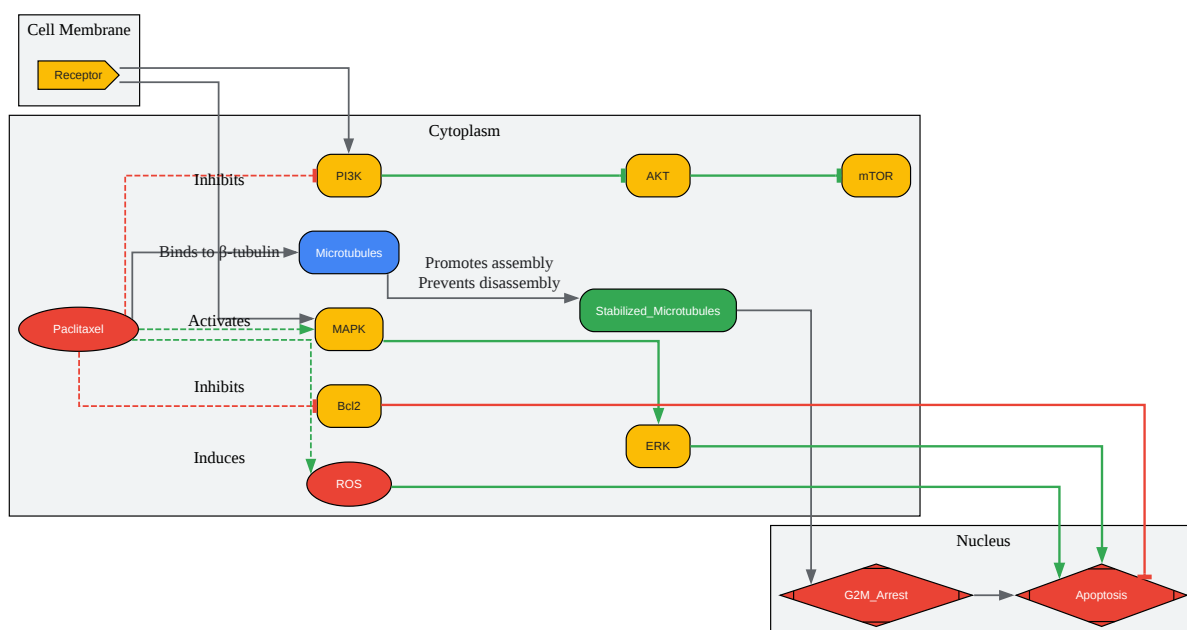 Cell Membrane
Receptor
Cytoplasm
Inhibits
PI3K
AKT
mTOR
Binds to β-tubulin
Microtubules
Promotes assembly
Prevents disassembly
Stabilized_Microtubules
Paclitaxel
Activates
MAPK
Inhibits
Bcl2
ERK
Induces
ROS
Nucleus
G2M_Arrest
Apoptosis